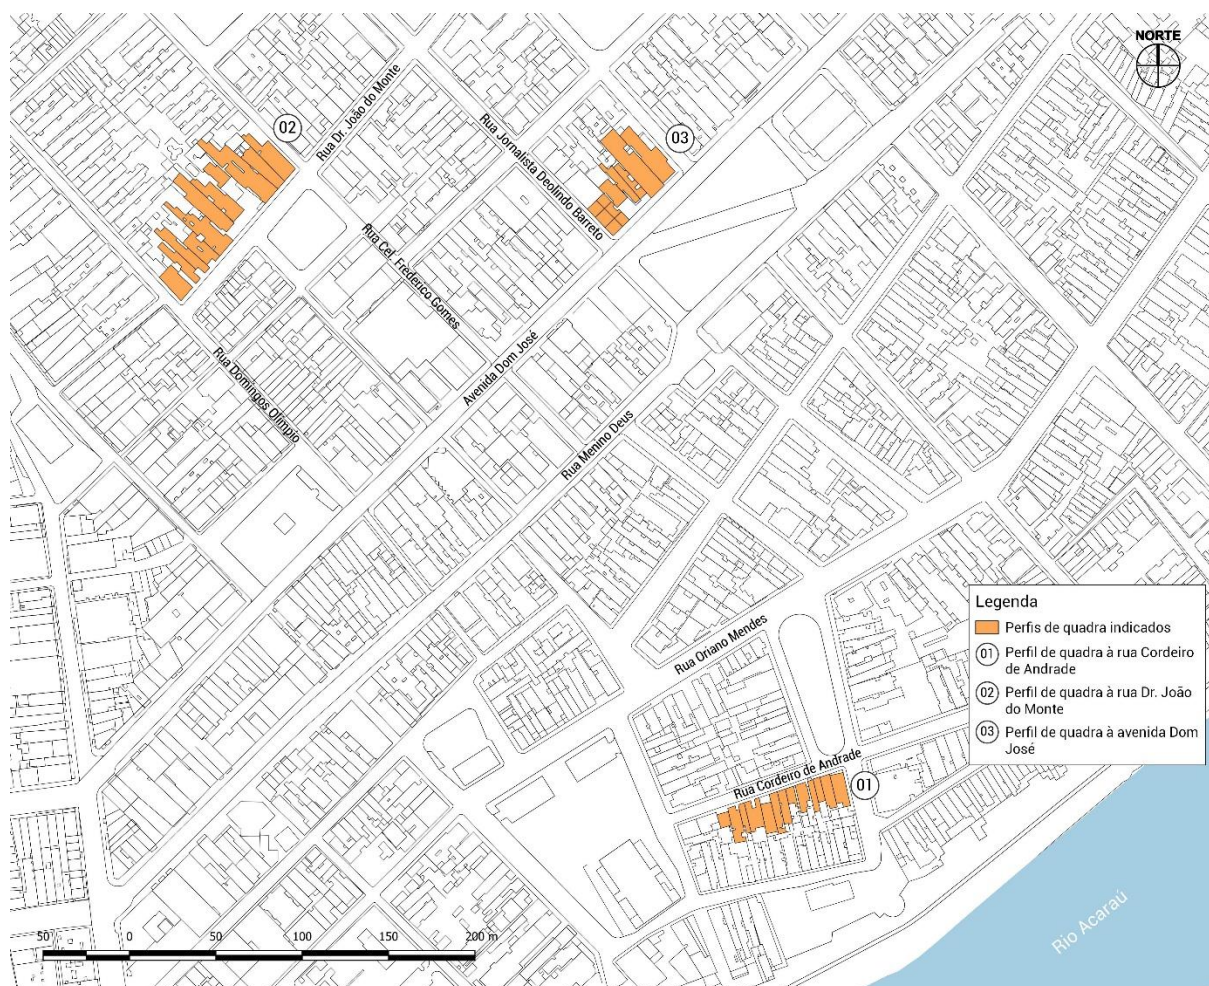 NORTE
02
Rua Dr. João do Monte
Rua Jornalista Deolindo Barreto
03
Rua Cel. Frederico Gomes
Rua Domingos Olímpio
Avenida Dom José
Rua Menino Deus
Rua Oriano Mendes
Rua Cordeiro de Andrade
01
Legenda
Perfis de quadra indicados
01 Perfil de quadra à rua Cordeiro
de Andrade
02 Perfil de quadra à rua Dr. João
do Monte
03 Perfil de quadra à avenida Dom
José
Rio Acaraú
50 0 50 100 150 200 m